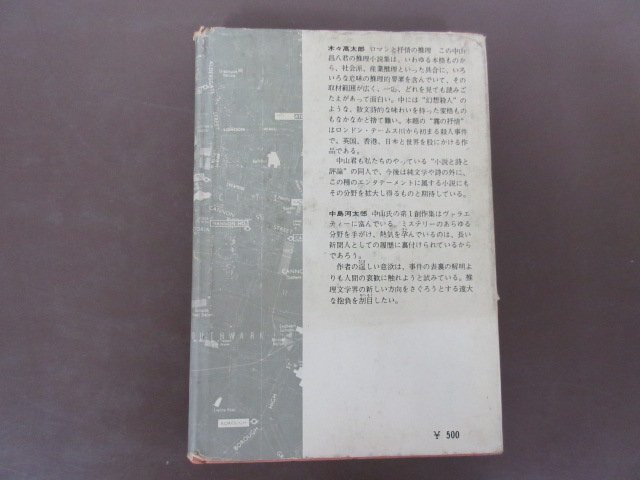 木々高太郎 ロマンと抒情の推理 この中山
昌八君の推理小説集は、いわゆる本格ものか
ら、社会派、産業推理といった具合に、いろ
いろな意味の推理的要素を含んでいて、その
取材範囲が広く、一応、どれを見ても読みご
たえがあって面白い。中には“幻想殺人”の
ような、散文詩的な味わいを持った変格もの
もなかなかと捨て難い。本題の“霧の抒情”
はロンドン・テームス川から初まる殺人事件
で、英国、香港、日本と世界を股にかける作
品である。
中山君も私たちのやっている“小説と詩と
評論”の同人で、今後は純文学や詩の外に、
この種のエンタテーメントに属する小説にも
その分野を拡大し得るものと期待している。
中島河太郎 中山氏の第1創作集はヴァラエ
ティーに富んでいる。ミステリーのあらゆる
分野を手がけ、熱気を孕んでいるのは、長い
新聞人としての履歴に裏付けられているから
であろう。
作者の逞しい意欲は、事件の表裏の解明よ
りも人間の哀歓に触れようと試みている。推
理文学界の新しい方向をさぐろうとする遠大
な抱負を刮目したい。
¥ 500
LONDON
CANNON
SOUTHWARK
BOROUGH
BOROUGH
HIGH